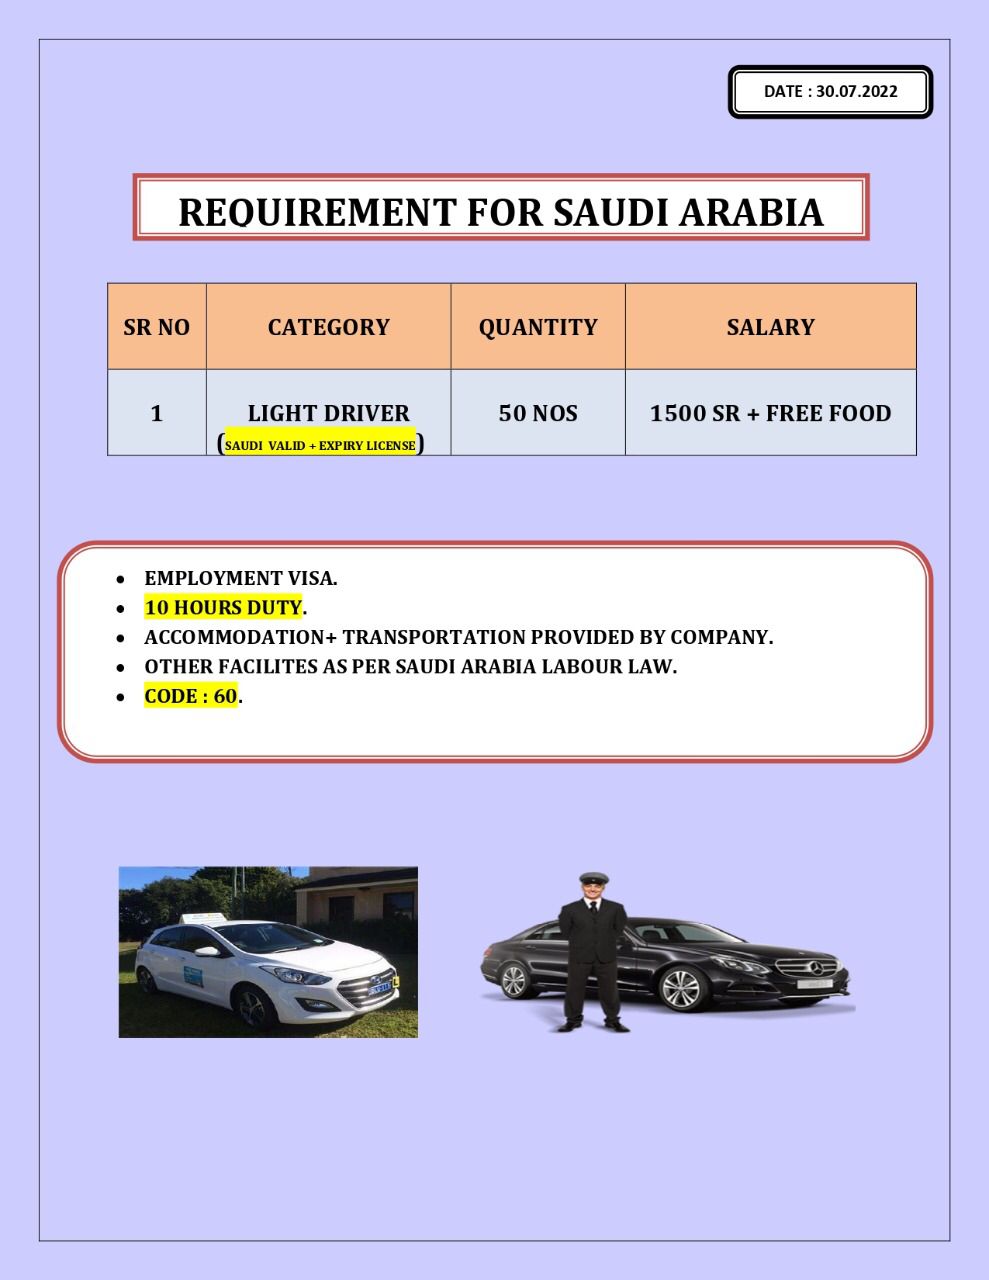 DATE : 30.07.2022
REQUIREMENT FOR SAUDI ARABIA
SR NO CATEGORY QUANTITY SALARY
1 LIGHT DRIVER 50 NOS 1500 SR + FREE FOOD
(SAUDI VALID + EXPIRY LICENSE)
• EMPLOYMENT VISA.
• 10 HOURS DUTY.
• ACCOMMODATION+ TRANSPORTATION PROVIDED BY COMPANY.
• OTHER FACILITES AS PER SAUDI ARABIA LABOUR LAW.
• CODE : 60.